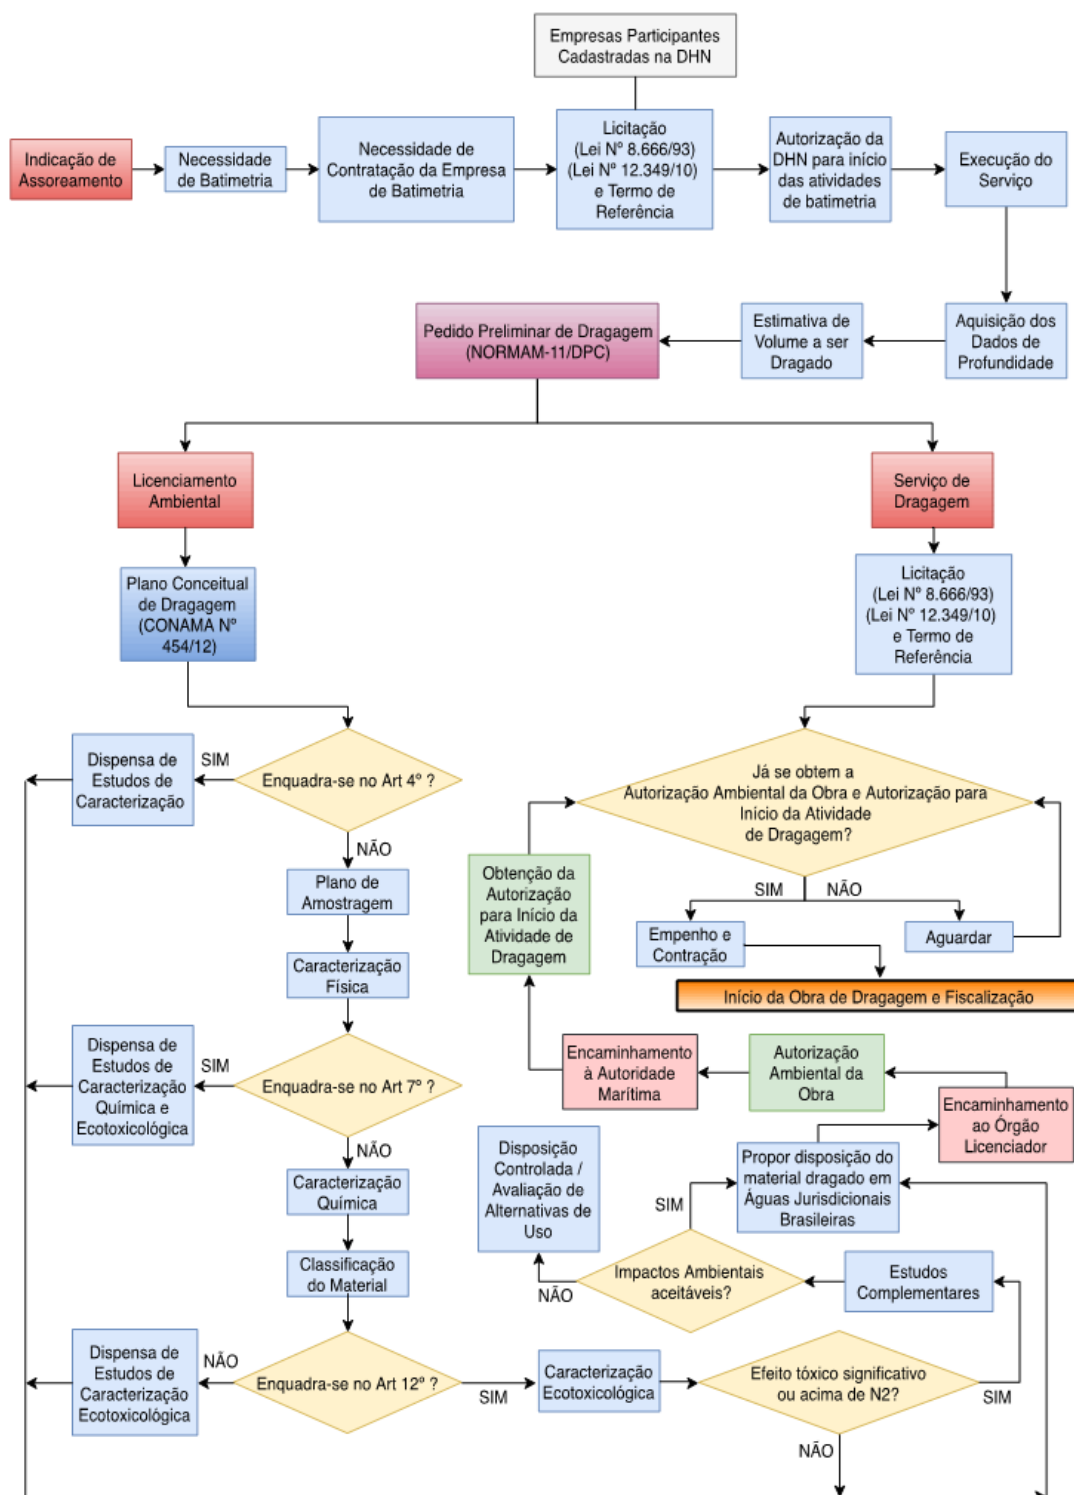 Empresas Participantes
Cadastradas na DHN
Indicação de
Assoreamento
Necessidade
de Batimetria
Necessidade de
Contratação da Empresa
de Batimetria
Licitação
(Lei Nº 8.666/93)
(Lei Nº 12.349/10)
e Termo de
Referência
Autorização da
DHN para início
das atividades
de batimetria
Execução do
Serviço
Pedido Preliminar de Dragagem
(NORMAM-11/DPC)
Estimativa de
Volume a ser
Dragado
Aquisição dos
Dados de
Profundidade
Licenciamento
Ambiental
Serviço de
Dragagem
Plano Conceitual
de Dragagem
(CONAMA Nº
454/12)
Licitação
(Lei Nº 8.666/93)
(Lei Nº 12.349/10)
e Termo de
Referência
Dispensa de
Estudos de
Caracterização
SIM
Enquadra-se no Art 4º ?
NÃO
Já se obtem a
Autorização Ambiental da Obra e Autorização para
Início da Atividade
de Dragagem?
SIM
NÃO
Plano de
Amostragem
Obtenção da
Autorização
para Início da
Atividade de
Dragagem
Empenho e
Contração
Aguardar
Caracterização
Física
Início da Obra de Dragagem e Fiscalização
Dispensa de
Estudos de
Caracterização
Química e
Ecotoxicológica
SIM
Enquadra-se no Art 7º ?
NÃO
Encaminhamento
à Autoridade
Marítima
Autorização
Ambiental da
Obra
Encaminhamento
ao Órgão
Licenciador
Caracterização
Química
Disposição
Controlada /
Avaliação de
Alternativas de
Uso
SIM
Propor disposição do
material dragado em
Águas Jurisdicionais
Brasileiras
Classificação
do Material
NÃO
Impactos Ambientais
aceitáveis?
Estudos
Complementares
Dispensa de
Estudos de
Caracterização
Ecotoxicológica
NÃO
Enquadra-se no Art 12º ?
SIM
Caracterização
Ecotoxicológica
Efeito tóxico significativo
ou acima de N2?
SIM
NÃO